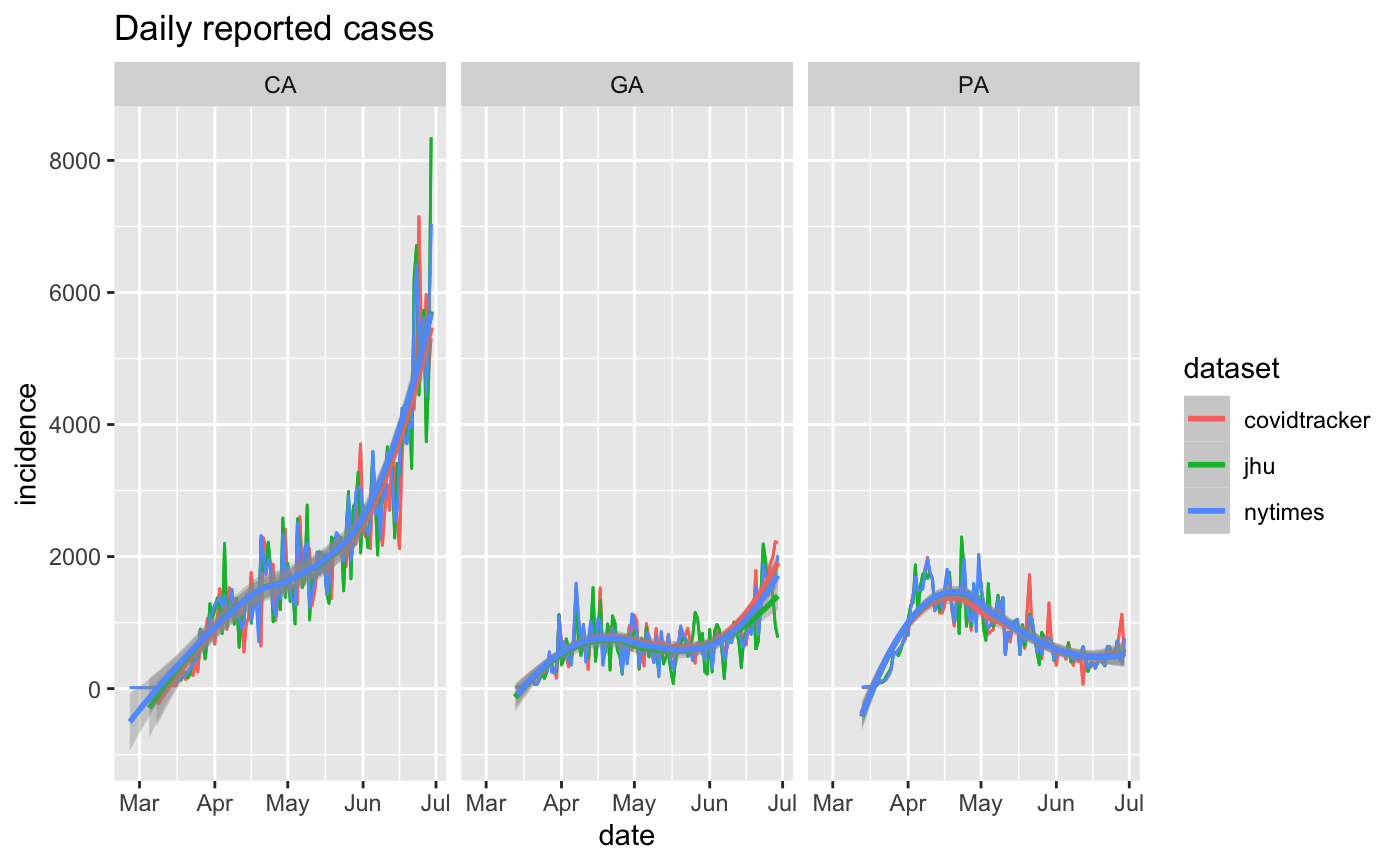 Daily reported cases
CA GA PA
8000
6000
4000
2000
0
incidence
Mar Apr May Jun Jul Mar Apr May Jun Jul Mar Apr May Jun Jul
date
dataset
covidtracker
jhu
nytimes